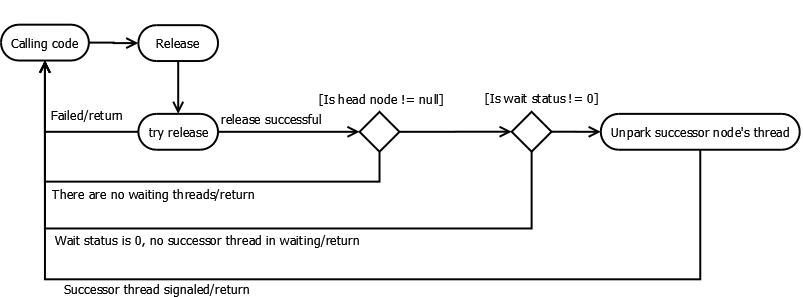 Calling code
Release
[Is head node != null]
[Is wait status != 0]
Failed/return
try release
release successful
Unpark successor node's thread
There are no waiting threads/return
Wait status is 0, no successor thread in waiting/return
Successor thread signaled/return